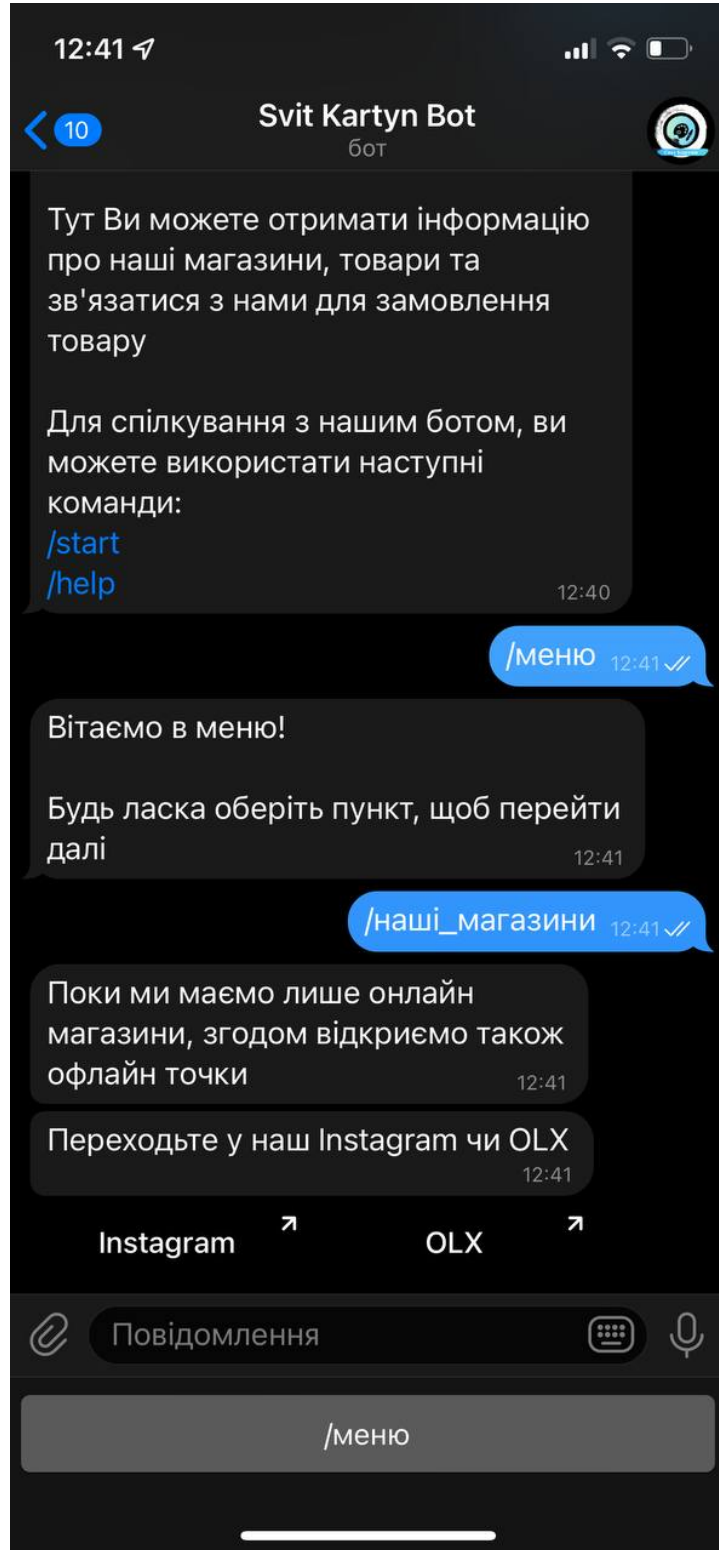 12:41
10
Svit Kartyn Bot
бот
Тут Ви можете отримати інформацію
про наші магазини, товари та
зв'язатися з нами для замовлення
товару
Для спілкування з нашим ботом, ви
можете використати наступні
команди:
/start
/help
12:40
/меню 12:41
Вітаємо в меню!
Будь ласка оберіть пункт, щоб перейти
далі
12:41
/наші_магазини 12:41
Поки ми маємо лише онлайн
магазини, згодом відкриємо також
офлайн точки
12:41
Переходьте у наш Instagram чи OLX
12:41
Instagram
OLX
Повідомлення
/меню